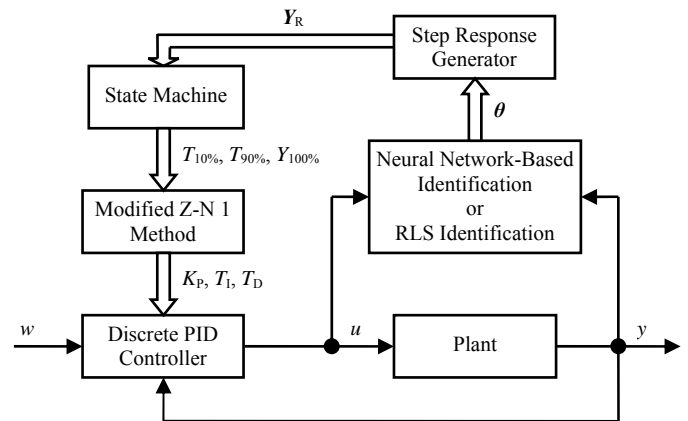 Y_R
Step Response
Generator
State Machine
θ
T_10%, T_90%, Y_100%
Neural Network-Based
Identification
or
RLS Identification
Modified Z-N 1
Method
K_P, T_I, T_D
w
Discrete PID
Controller
u
Plant
y